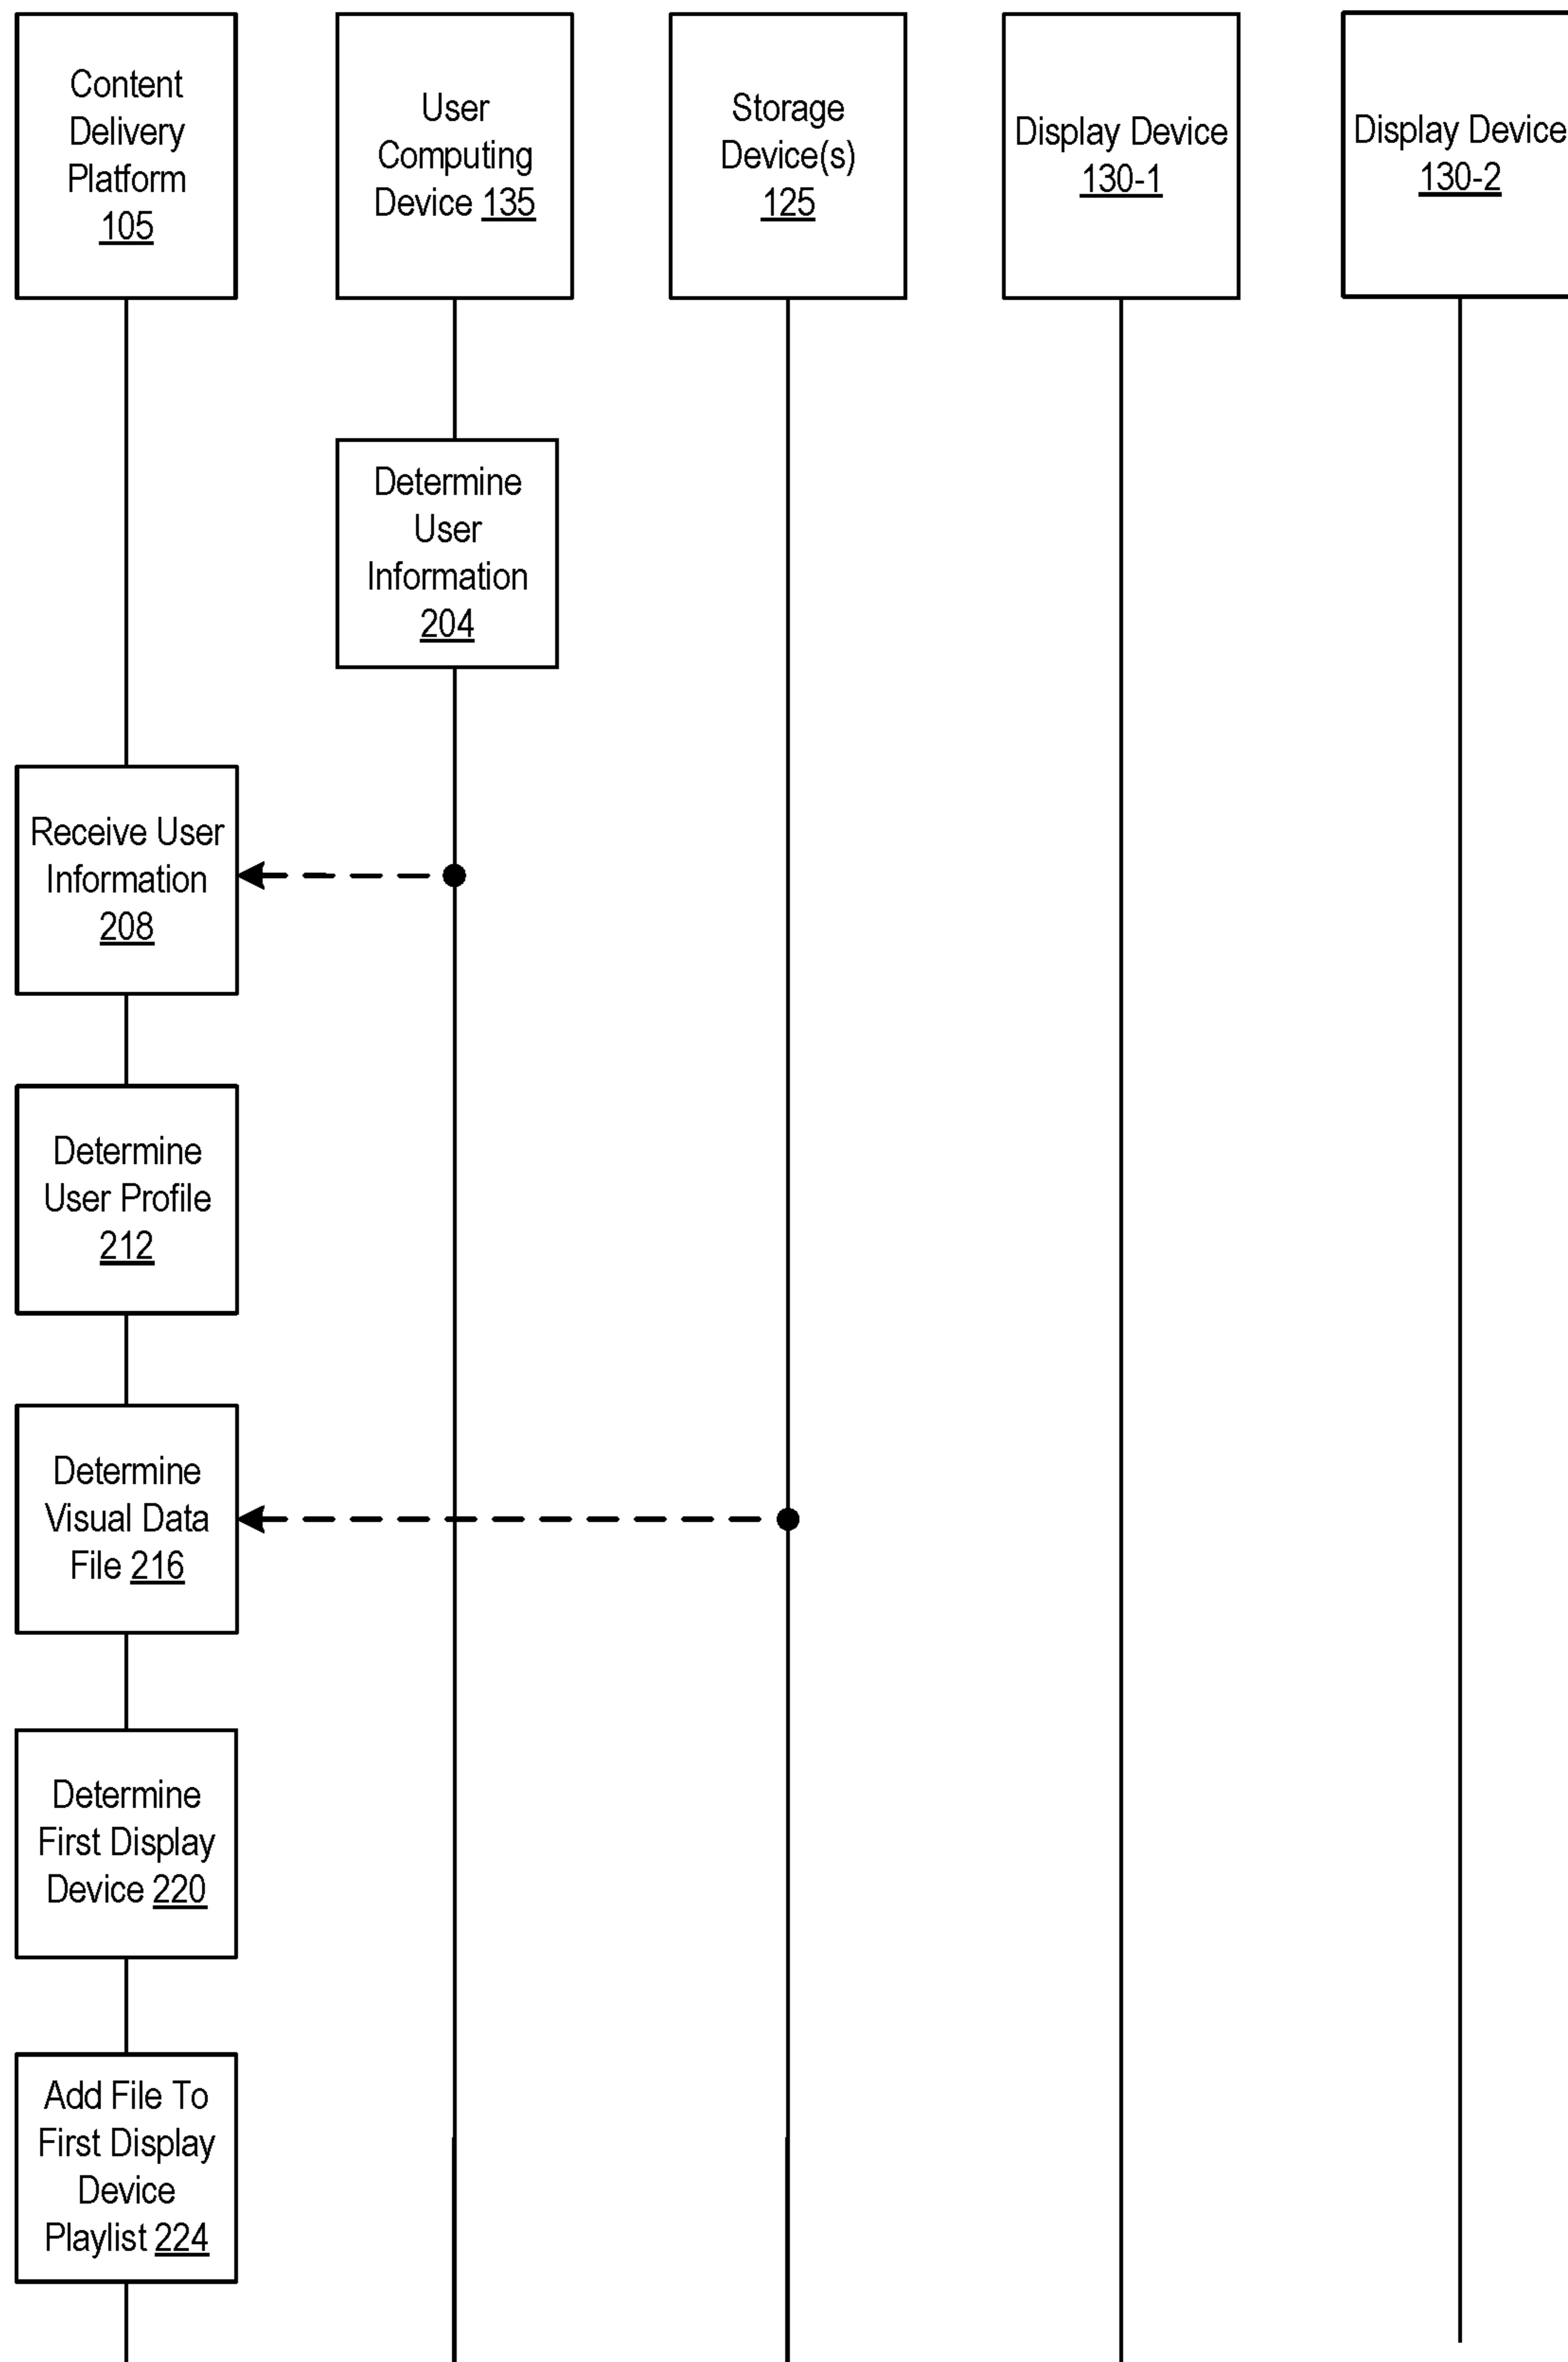 Content
Delivery
Platform
105
User
Computing
Device 135
Storage
Device(s)
125
Display Device
130-1
Display Device
130-2
Determine
User
Information
204
Receive User
Information
208
Determine
User Profile
212
Determine
Visual Data
File 216
Determine
First Display
Device 220
Add File To
First Display
Device
Playlist 224